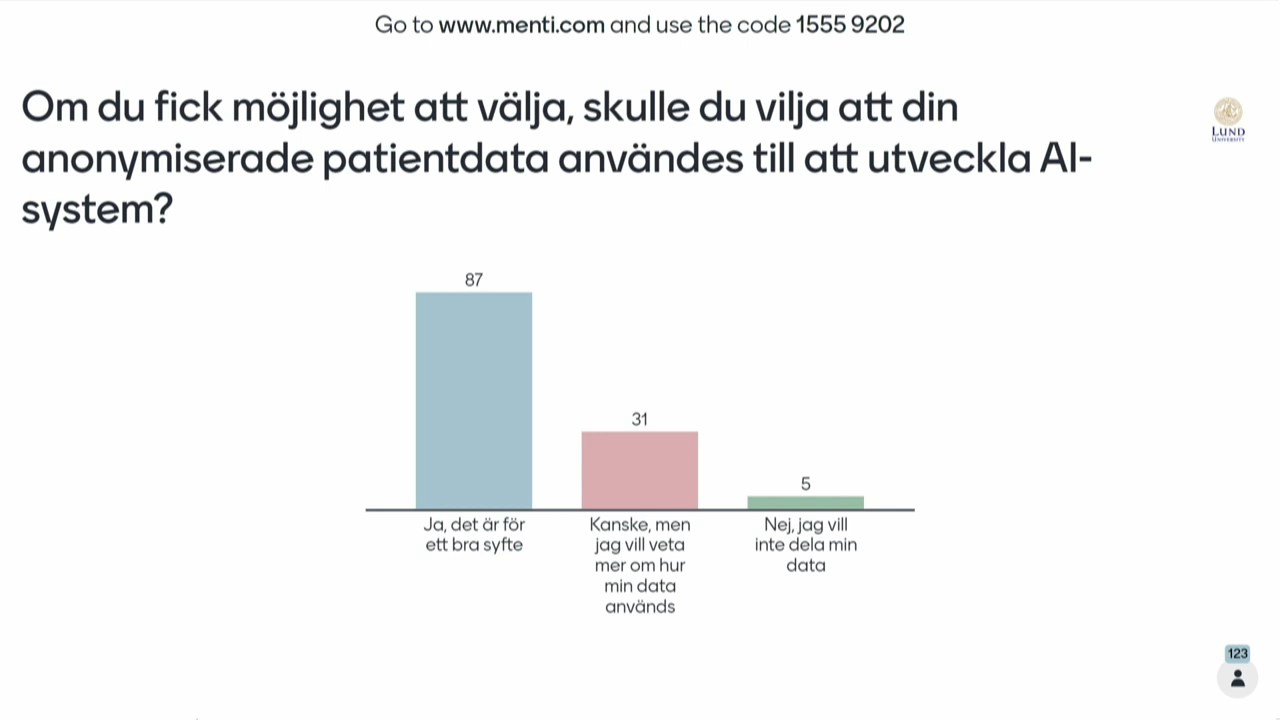 Go to www.menti.com and use the code 1555 9202
Om du fick möjlighet att välja, skulle du vilja att din
anonymiserade patientdata användes till att utveckla AI-
system?
LUND
UNIVERSITY
87
31
5
Ja, det är för
ett bra syfte
Kanske, men
jag vill veta
mer om hur
min data
används
Nej, jag vill
inte dela min
data
123